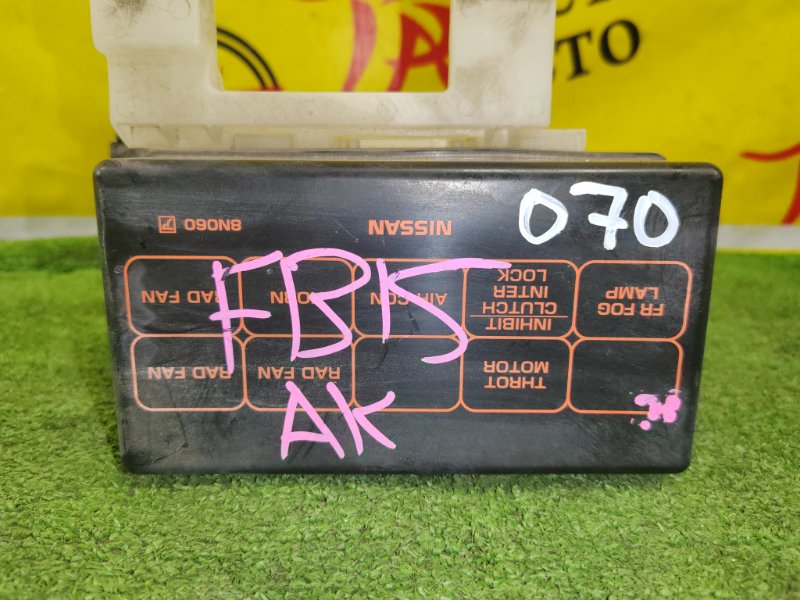 070
FB15
AK
NISSAN
8N060
FR FOG
LAMP
INHIBIT
CLUTCH
INTER
LOCK
AIR CON
HORN
RAD FAN
THROT
MOTOR
RAD FAN
RAD FAN